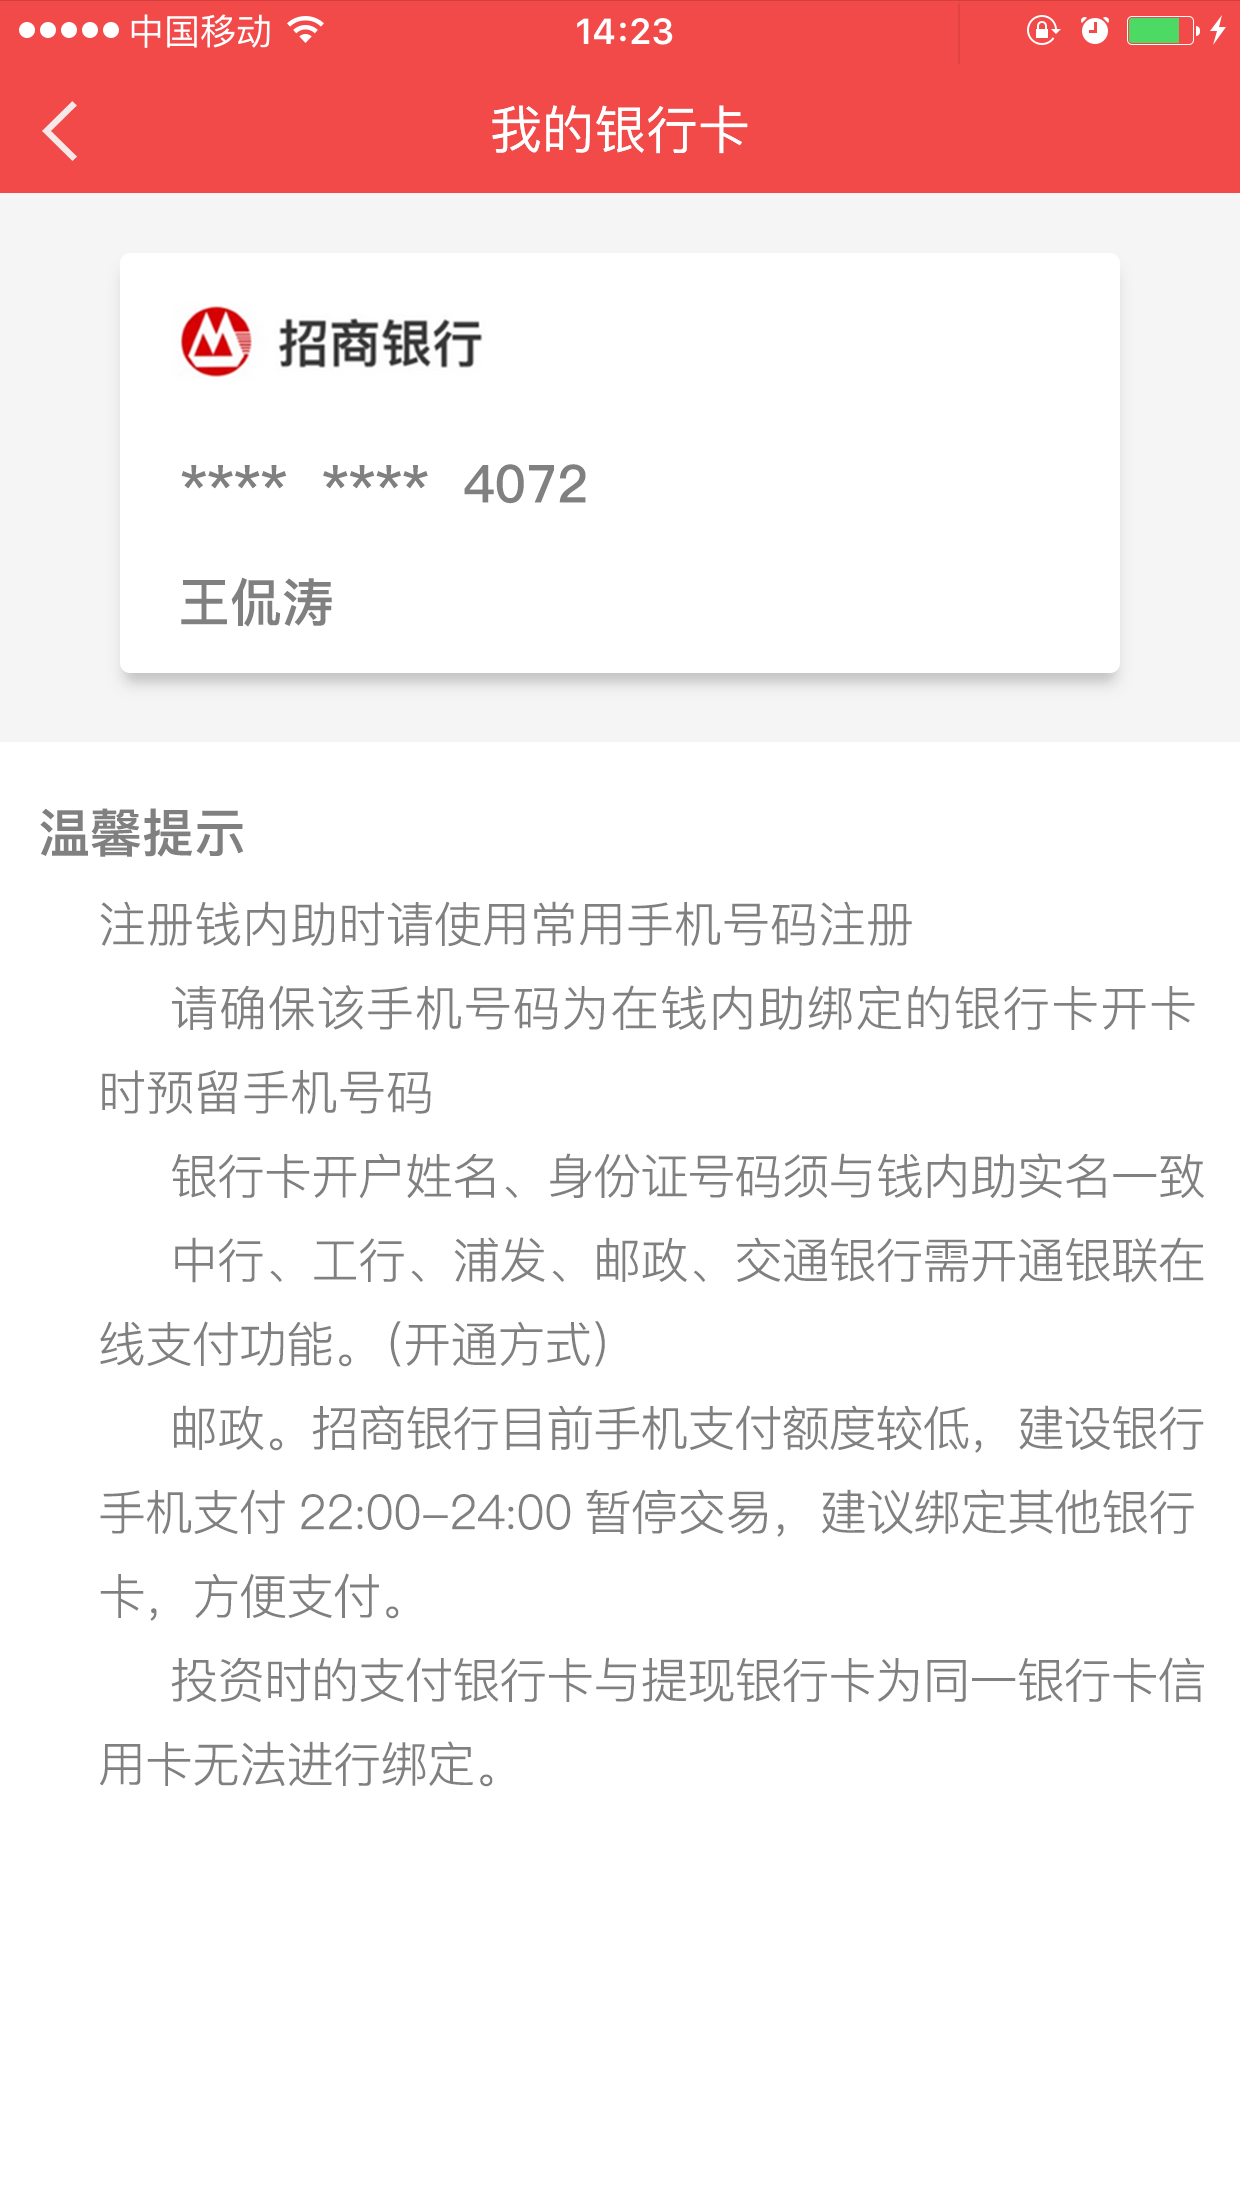 中国移动
14:23
我的银行卡
招商银行
**** **** 4072
王侃涛
温馨提示
注册钱内助时请使用常用手机号码注册
请确保该手机号码为在钱内助绑定的银行卡开卡
时预留手机号码
银行卡开户姓名、身份证号码须与钱内助实名一致
中行、工行、浦发、邮政、交通银行需开通银联在
线支付功能。（开通方式）
邮政。招商银行目前手机支付额度较低，建设银行
手机支付 22:00–24:00 暂停交易，建议绑定其他银行
卡，方便支付。
投资时的支付银行卡与提现银行卡为同一银行卡信
用卡无法进行绑定。